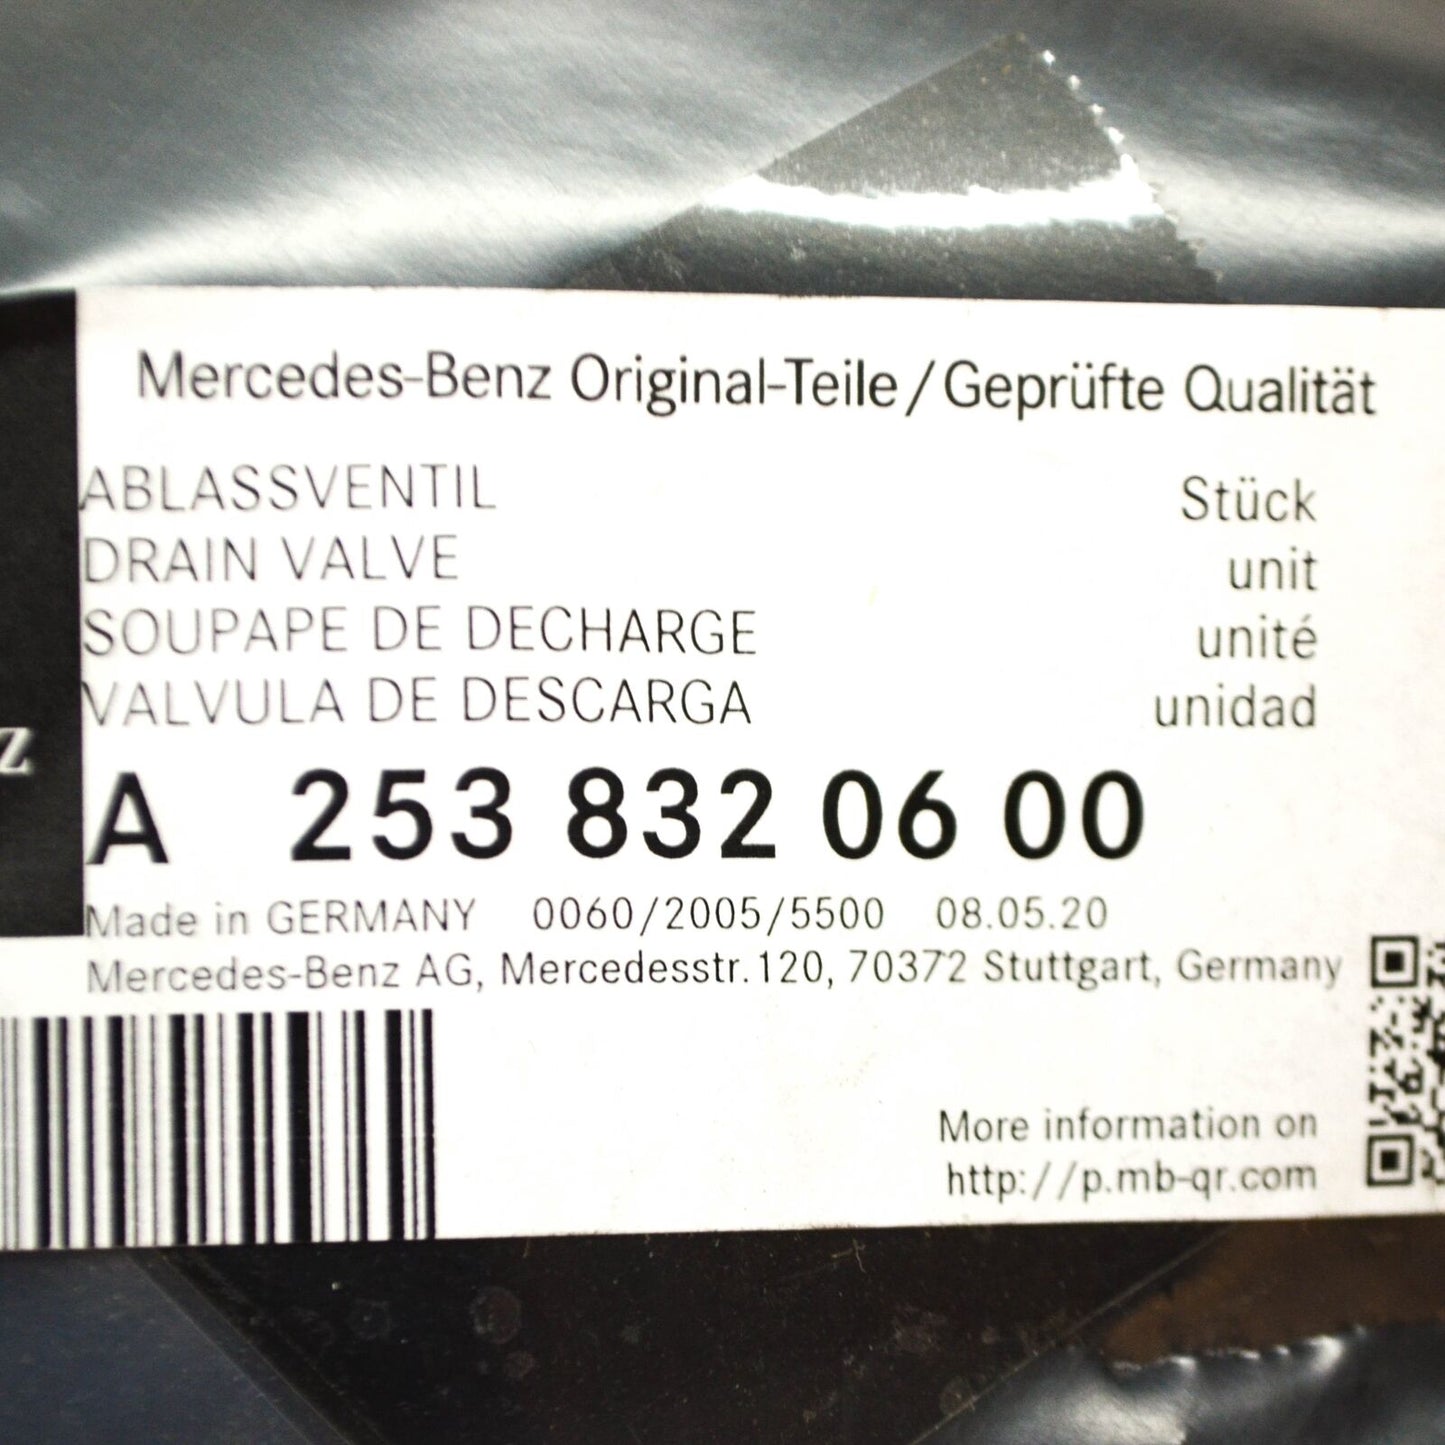 Mercedes-Benz Original-Teile/Geprüfte Qualität
ABLASSVENTIL Stück
DRAIN VALVE unit
SOUPAPE DE DECHARGE unité
VALVULA DE DESCARGA unidad
z
A 253 832 06 00
Made in GERMANY 0060/2005/5500 08.05.20
Mercedes-Benz AG, Mercedesstr.120, 70372 Stuttgart, Germany
More information on
http://p.mb-qr.com